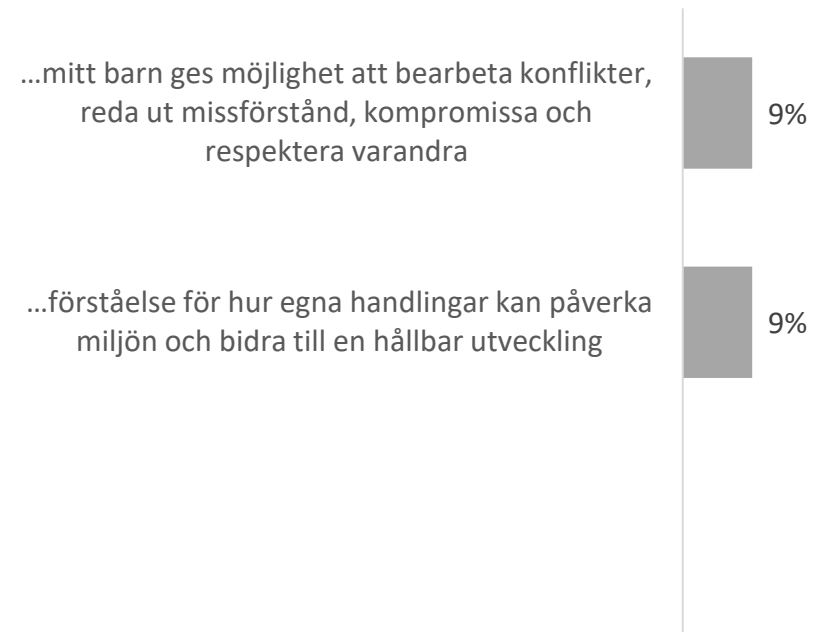 ...mitt barn ges möjlighet att bearbeta konflikter,
reda ut missförstånd, kompromissa och
respektera varandra
9%
...förståelse för hur egna handlingar kan påverka
miljön och bidra till en hållbar utveckling
9%